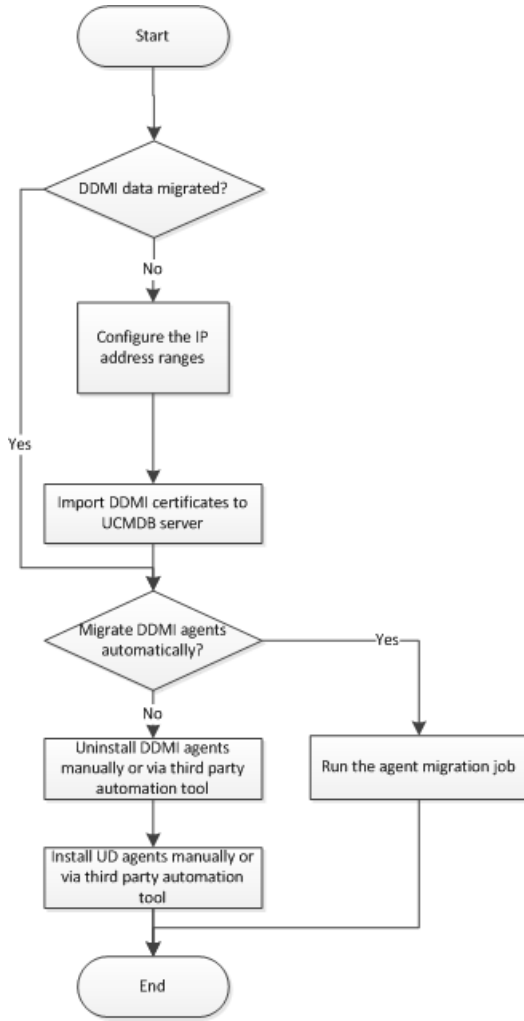 Start
DDMI data migrated?
No
Configure the IP
address ranges
Yes
Import DDMI certificates to
UCMDB server
Migrate DDMI agents
automatically?
Yes
No
Uninstall DDMI agents
manually or via third party
automation tool
Run the agent migration job
Install UD agents manually or
via third party automation
tool
End